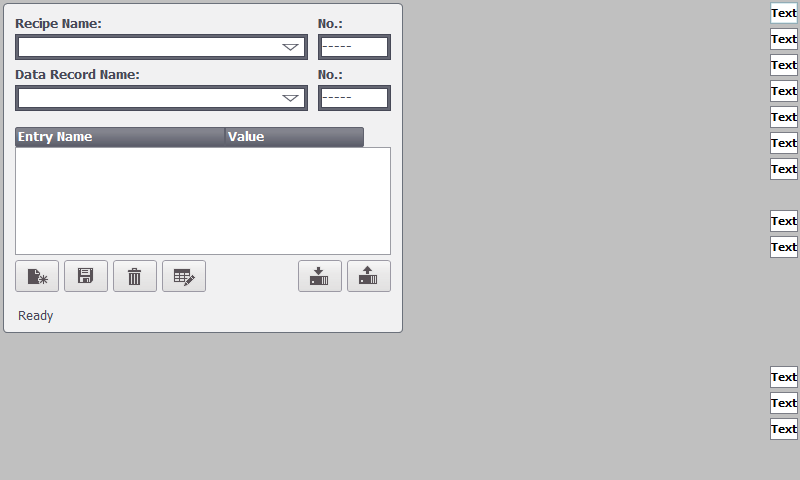 Recipe Name: No.:
-----
Data Record Name: No.:
-----
Entry Name Value
Ready
Text
Text
Text
Text
Text
Text
Text
Text
Text
Text
Text
Text